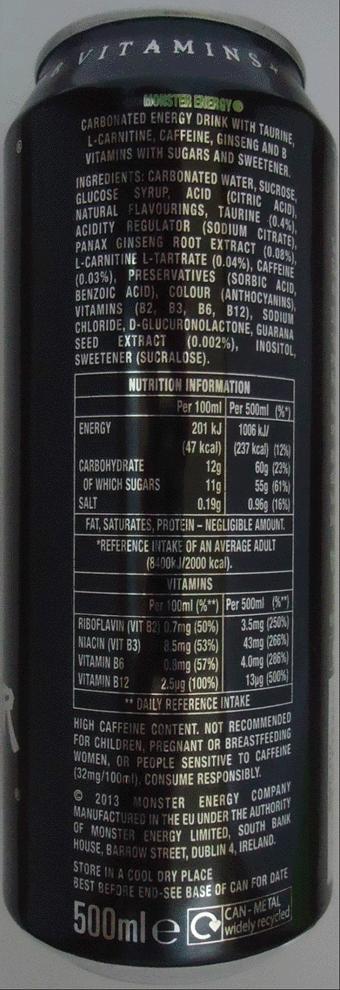 B VITAMINS
MONSTER ENERGY
CARBONATED ENERGY DRINK WITH TAURINE,
L-CARNITINE, CAFFEINE, GINSENG AND B
VITAMINS WITH SUGARS AND SWEETENER.
INGREDIENTS: CARBONATED WATER, SUCROSE,
GLUCOSE SYRUP, ACID (CITRIC ACID),
NATURAL FLAVOURINGS, TAURINE (0.4%),
ACIDITY REGULATOR (SODIUM CITRATE),
PANAX GINSENG ROOT EXTRACT (0.08%),
L-CARNITINE L-TARTRATE (0.04%), CAFFEINE
(0.03%), PRESERVATIVES (SORBIC ACID,
BENZOIC ACID), COLOUR (ANTHOCYANINS),
VITAMINS (B2, B3, B6, B12), SODIUM
CHLORIDE, D-GLUCURONOLACTONE, GUARANA
SEED EXTRACT (0.002%), INOSITOL,
SWEETENER (SUCRALOSE).
NUTRITION INFORMATION
Per 100ml Per 500ml (%*)
ENERGY 201 kJ 1006 kJ/
(47 kcal) (237 kcal) (12%)
CARBOHYDRATE 12g 60g (23%)
OF WHICH SUGARS 11g 55g (61%)
SALT 0.19g 0.96g (16%)
FAT, SATURATES, PROTEIN – NEGLIGIBLE AMOUNT.
*REFERENCE INTAKE OF AN AVERAGE ADULT
(8400kJ/2000 kcal).
VITAMINS
Per 100ml (%**) Per 500ml (%**)
RIBOFLAVIN (VIT B2) 0.7mg (50%) 3.5mg (250%)
NIACIN (VIT B3) 8.5mg (53%) 43mg (266%)
VITAMIN B6 0.8mg (57%) 4.0mg (286%)
VITAMIN B12 2.5µg (100%) 13µg (500%)
** DAILY REFERENCE INTAKE
HIGH CAFFEINE CONTENT. NOT RECOMMENDED
FOR CHILDREN, PREGNANT OR BREASTFEEDING
WOMEN, OR PEOPLE SENSITIVE TO CAFFEINE
(32mg/100ml). CONSUME RESPONSIBLY.
© 2013 MONSTER ENERGY COMPANY
MANUFACTURED IN THE EU UNDER THE AUTHORITY
OF MONSTER ENERGY LIMITED, SOUTH BANK
HOUSE, BARROW STREET, DUBLIN 4, IRELAND.
STORE IN A COOL DRY PLACE
BEST BEFORE END-SEE BASE OF CAN FOR DATE
500ml e CAN - METAL
widely recycled